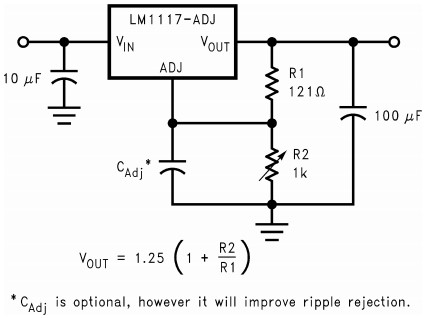 LM1117-ADJ
VIN
VOUT
ADJ
10 µF
R1
121Ω
100 µF
CAdj*
R2
1k
VOUT = 1.25 (1 + R2/R1)
*CAdj is optional, however it will improve ripple rejection.